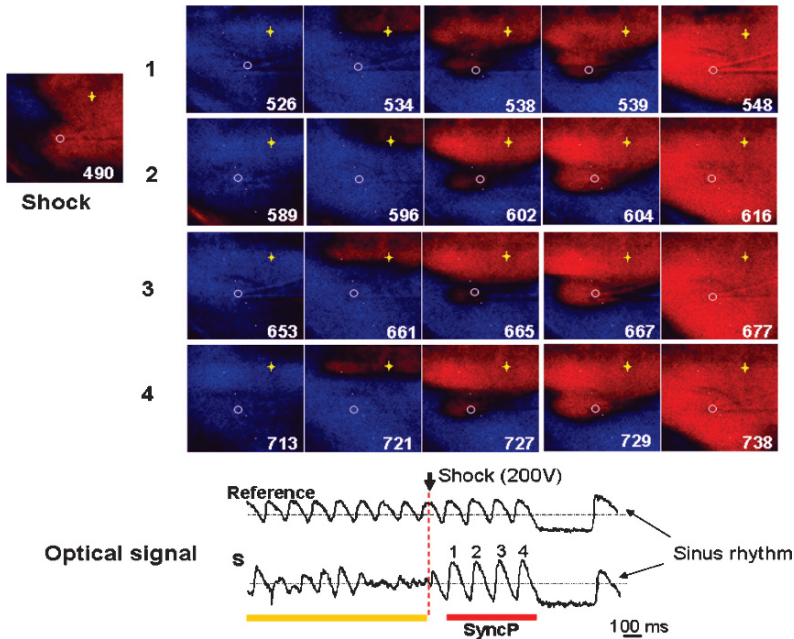 1
526 534 538 539 548
490
Shock
2
589 596 602 604 616
3
653 661 665 667 677
4
713 721 727 729 738
Shock (200V)
Reference
Optical signal
Sinus rhythm
S
1 2 3 4
SyncP
100 ms